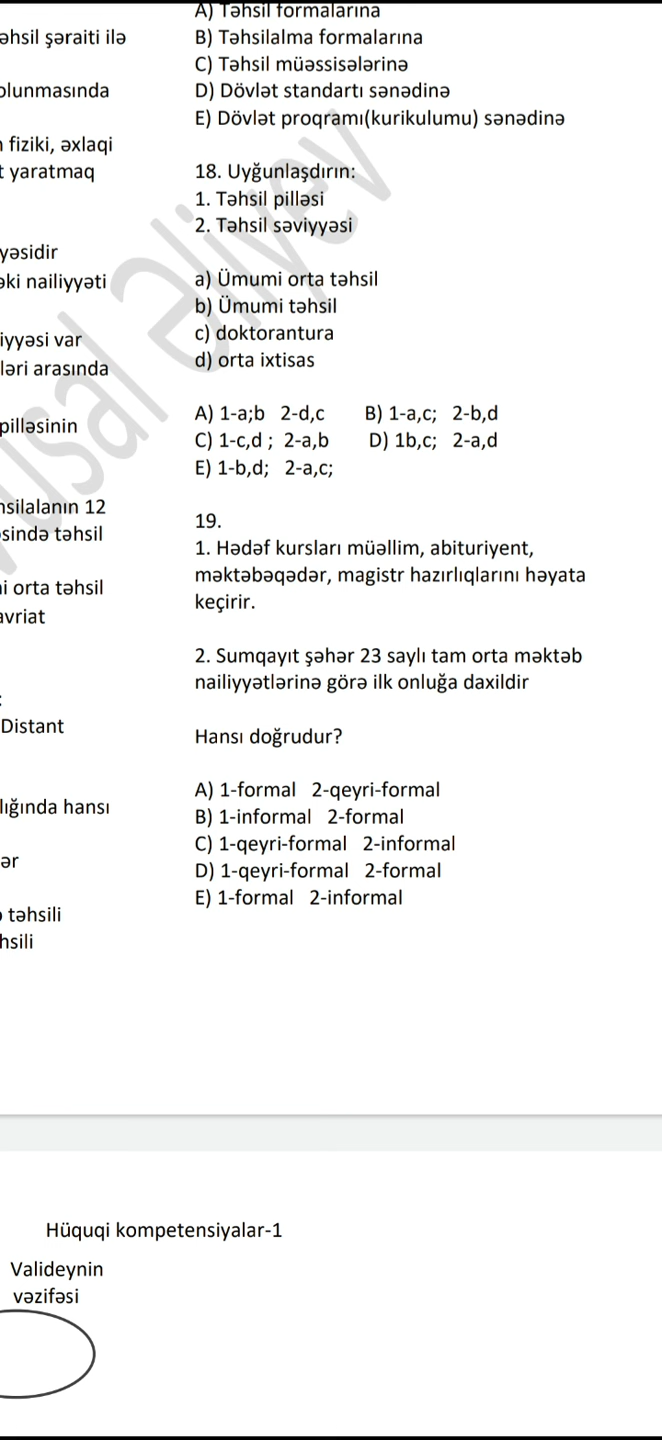 əhsil şəraiti ilə
olunmasında
fiziki, əxlaqi
t yaratmaq
yəsidir
əki nailiyyəti
iyyəsi var
ləri arasında
pilləsinin
hsilalanın 12
sində təhsil
i orta təhsil
avriat
:
Distant
lığında hansı
ər
təhsili
hsili
A) Təhsil formalarına
B) Təhsilalma formalarına
C) Təhsil müəssisələrinə
D) Dövlət standartı sənədinə
E) Dövlət proqramı(kurikulumu) sənədinə
18. Uyğunlaşdırın:
1. Təhsil pilləsi
2. Təhsil səviyyəsi
a) Ümumi orta təhsil
b) Ümumi təhsil
c) doktorantura
d) orta ixtisas
A) 1-a;b 2-d,c B) 1-a,c; 2-b,d
C) 1-c,d ; 2-a,b D) 1b,c; 2-a,d
E) 1-b,d; 2-a,c;
19.
1. Hədəf kursları müəllim, abituriyent,
məktəbəqədər, magistr hazırlıqlarını həyata
keçirir.
2. Sumqayıt şəhər 23 saylı tam orta məktəb
nailiyyətlərinə görə ilk onluğa daxildir
Hansı doğrudur?
A) 1-formal 2-qeyri-formal
B) 1-informal 2-formal
C) 1-qeyri-formal 2-informal
D) 1-qeyri-formal 2-formal
E) 1-formal 2-informal
usal əliyev
Hüquqi kompetensiyalar-1
Valideynin
vəzifəsi